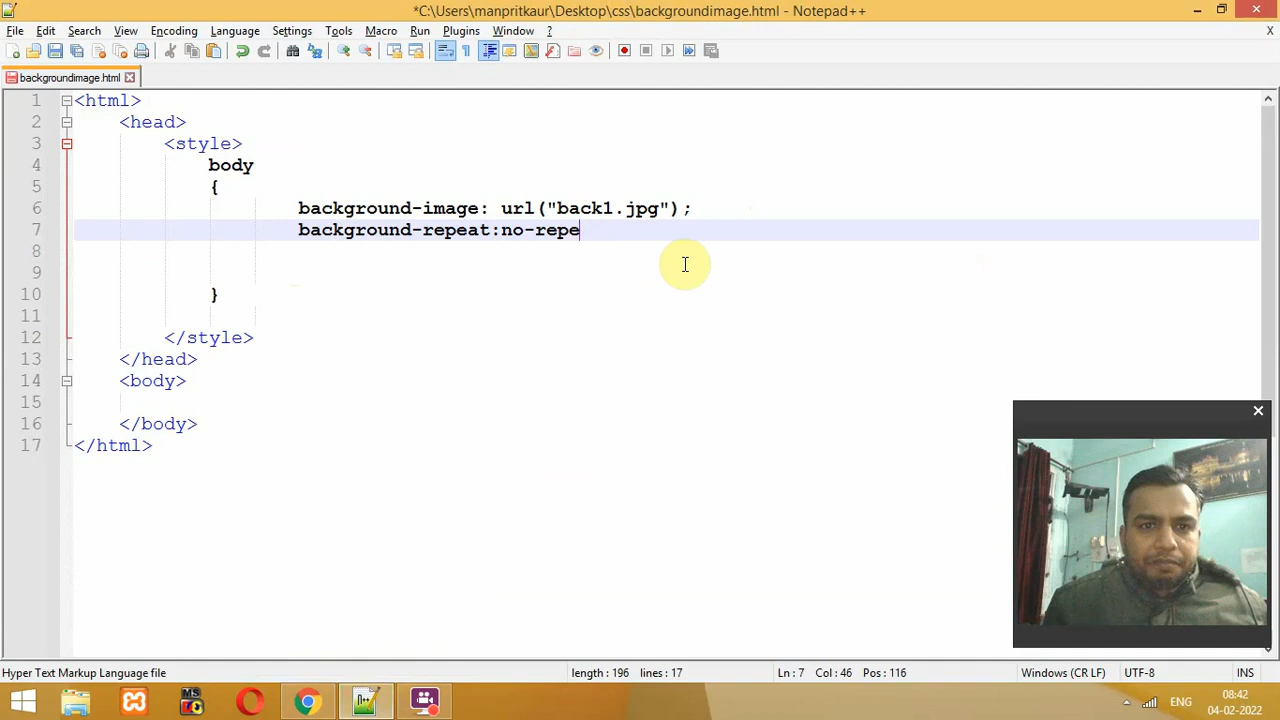 *C:\Users\manpritkaur\Desktop\css\backgroundimage.html - Notepad++
File Edit Search View Encoding Language Settings Tools Macro Run Plugins Window ?
X
backgroundimage.html
1 <html>
2 <head>
3 <style>
4 body
5 {
6 background-image: url("back1.jpg");
7 background-repeat:no-repe
8
9
10 }
11
12 </style>
13 </head>
14 <body>
15
16 </body>
17 </html>
Hyper Text Markup Language file length : 196 lines : 17 Ln : 7 Col : 46 Pos : 116 Windows (CR LF) UTF-8 INS
MS
n++
ENG
08:42
04-02-2022